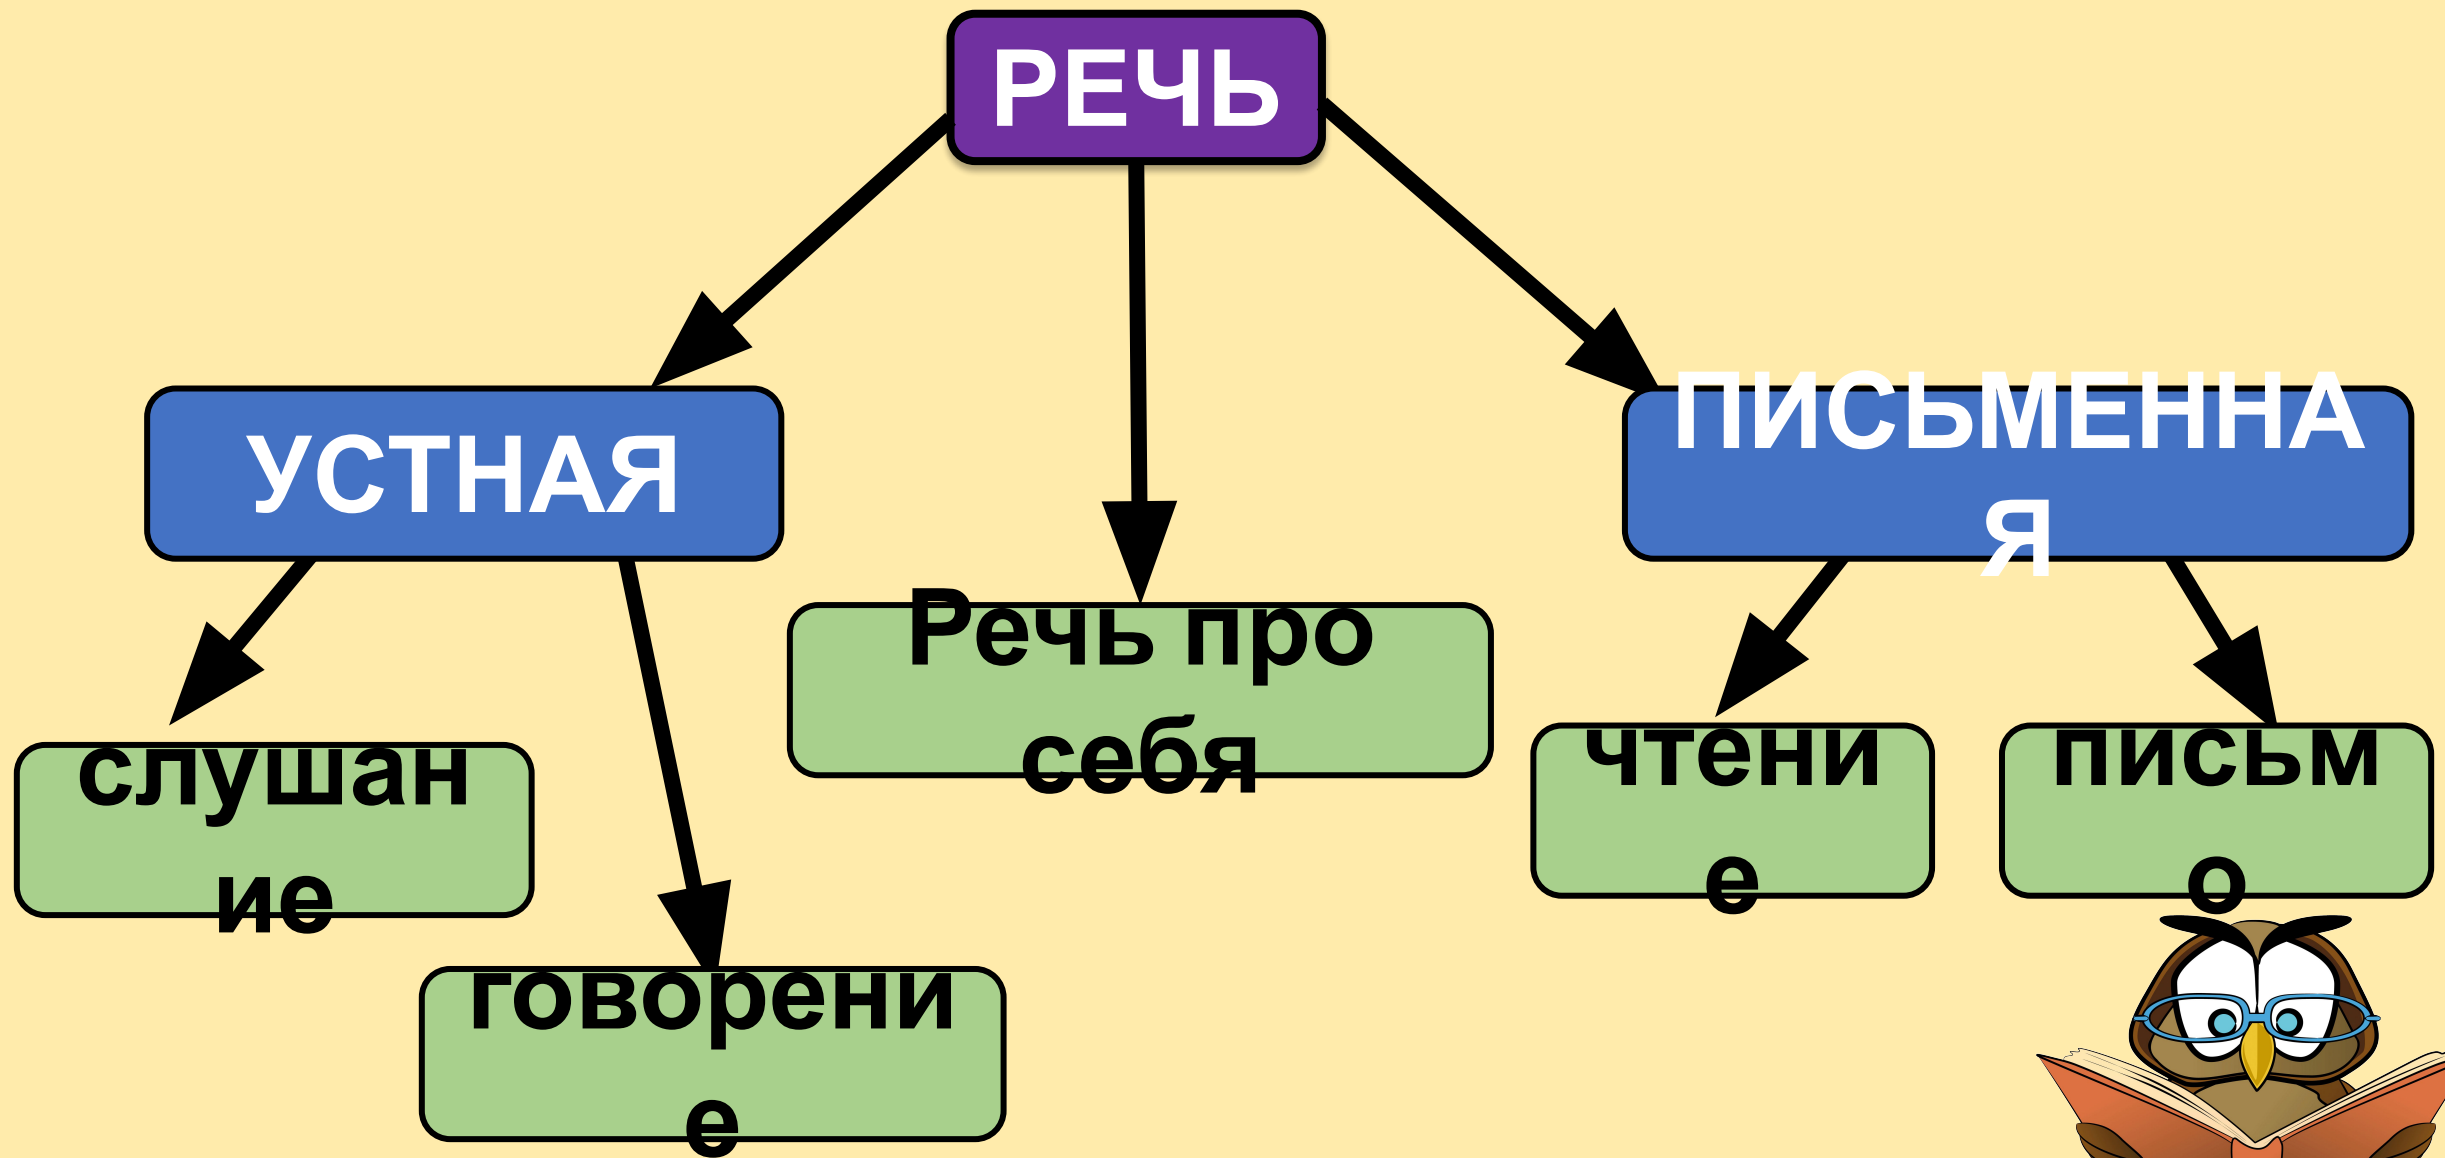 РЕЧЬ
УСТНАЯ
ПИСЬМЕННА
Я
Речь про
себя
слушан
ие
говорени
е
чтени
е
письм
о